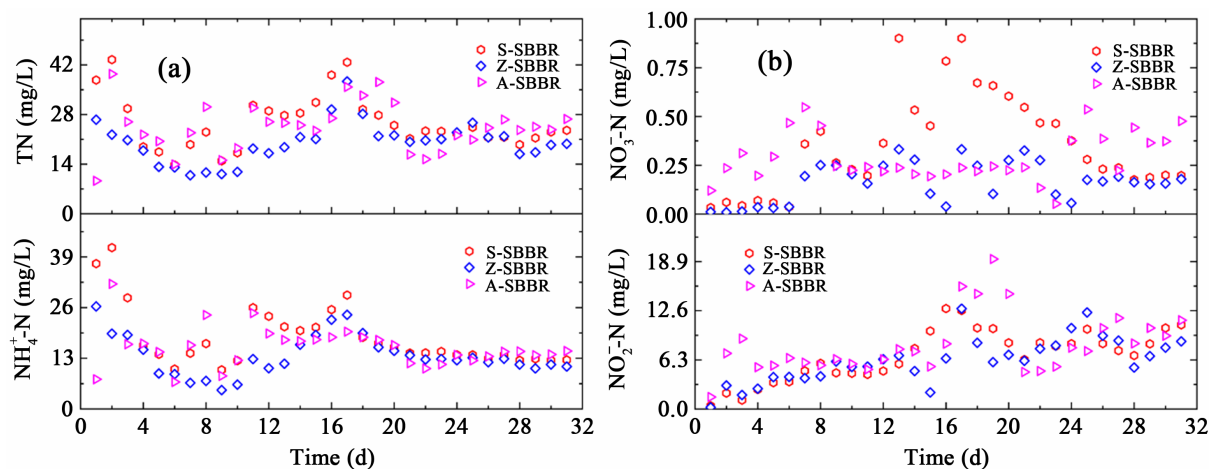 42
28
14
0
TN (mg/L)
(a)
S-SBBR
Z-SBBR
A-SBBR
39
26
13
0
NH₄⁺-N (mg/L)
S-SBBR
Z-SBBR
A-SBBR
0 4 8 12 16 20 24 28 32
Time (d)
1.00
0.75
0.50
0.25
0.00
NO₃⁻-N (mg/L)
(b)
S-SBBR
Z-SBBR
A-SBBR
18.9
12.6
6.3
0.0
NO₂⁻-N (mg/L)
S-SBBR
Z-SBBR
A-SBBR
0 4 8 12 16 20 24 28 32
Time (d)